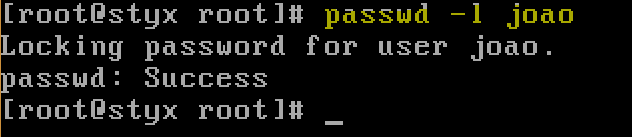 [root@styx root]# passwd -l joao
Locking password for user joao.
passwd: Success
[root@styx root]# _